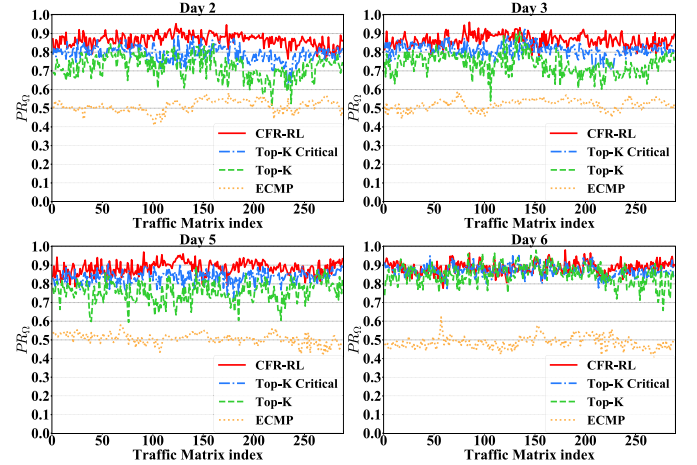 Day 2
1.0
0.9
0.8
0.7
0.6
0.5
0.4
0.3
0.2
0.1
0.0
PRΩ
CFR-RL
Top-K Critical
Top-K
ECMP
0 50 100 150 200 250
Traffic Matrix index
Day 3
1.0
0.9
0.8
0.7
0.6
0.5
0.4
0.3
0.2
0.1
0.0
PRΩ
CFR-RL
Top-K Critical
Top-K
ECMP
0 50 100 150 200 250
Traffic Matrix index
Day 5
1.0
0.9
0.8
0.7
0.6
0.5
0.4
0.3
0.2
0.1
0.0
PRΩ
CFR-RL
Top-K Critical
Top-K
ECMP
0 50 100 150 200 250
Traffic Matrix index
Day 6
1.0
0.9
0.8
0.7
0.6
0.5
0.4
0.3
0.2
0.1
0.0
PRΩ
CFR-RL
Top-K Critical
Top-K
ECMP
0 50 100 150 200 250
Traffic Matrix index